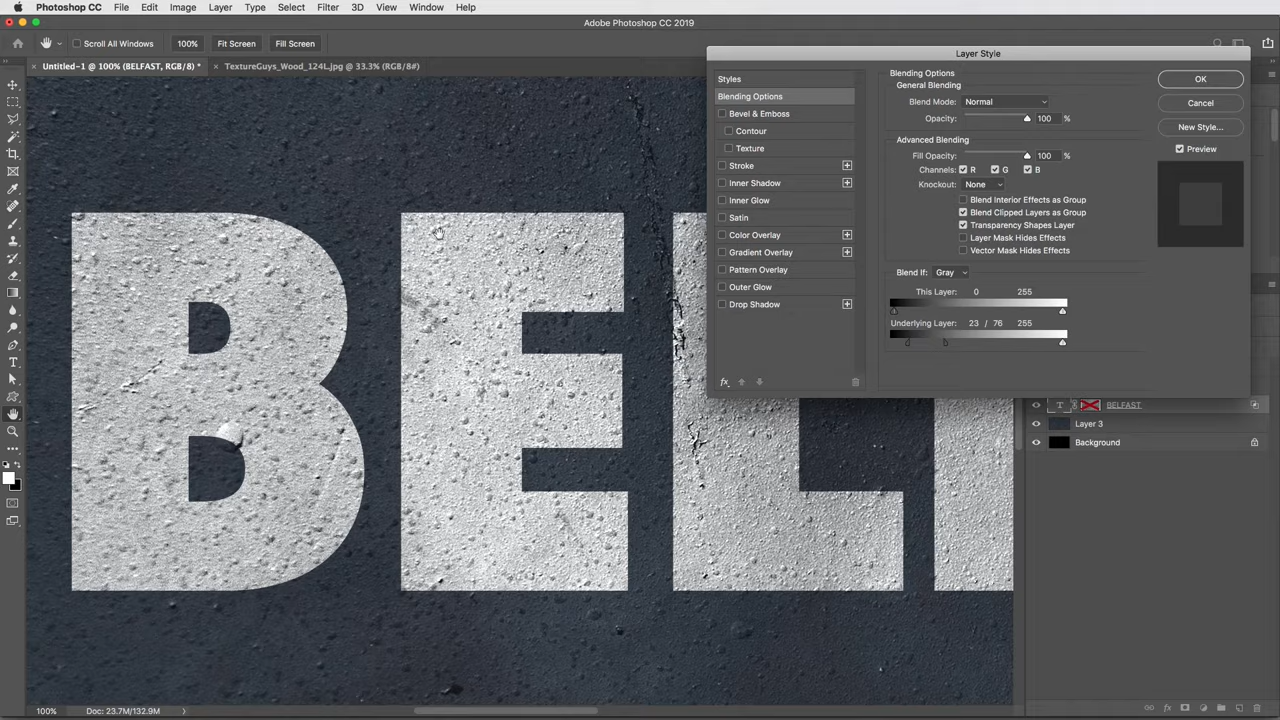 Photoshop CC File Edit Image Layer Type Select Filter 3D View Window Help
Adobe Photoshop CC 2019
Scroll All Windows 100% Fit Screen Fill Screen
Untitled-1 @ 100% (BELFAST, RGB/8) * TextureGuys_Wood_124L.jpg @ 33.3% (RGB/8#)
BEL
Layer Style
Styles
Blending Options
Bevel & Emboss
Contour
Texture
Stroke
Inner Shadow
Inner Glow
Satin
Color Overlay
Gradient Overlay
Pattern Overlay
Outer Glow
Drop Shadow
fx
Blending Options
General Blending
Blend Mode: Normal
Opacity: 100 %
Advanced Blending
Fill Opacity: 100 %
Channels: R G B
Knockout: None
Blend Interior Effects as Group
Blend Clipped Layers as Group
Transparency Shapes Layer
Layer Mask Hides Effects
Vector Mask Hides Effects
Blend If: Gray
This Layer: 0 255
Underlying Layer: 23 / 76 255
OK
Cancel
New Style...
Preview
T BELFAST
Layer 3
Background
100% Doc: 23.7M/132.9M